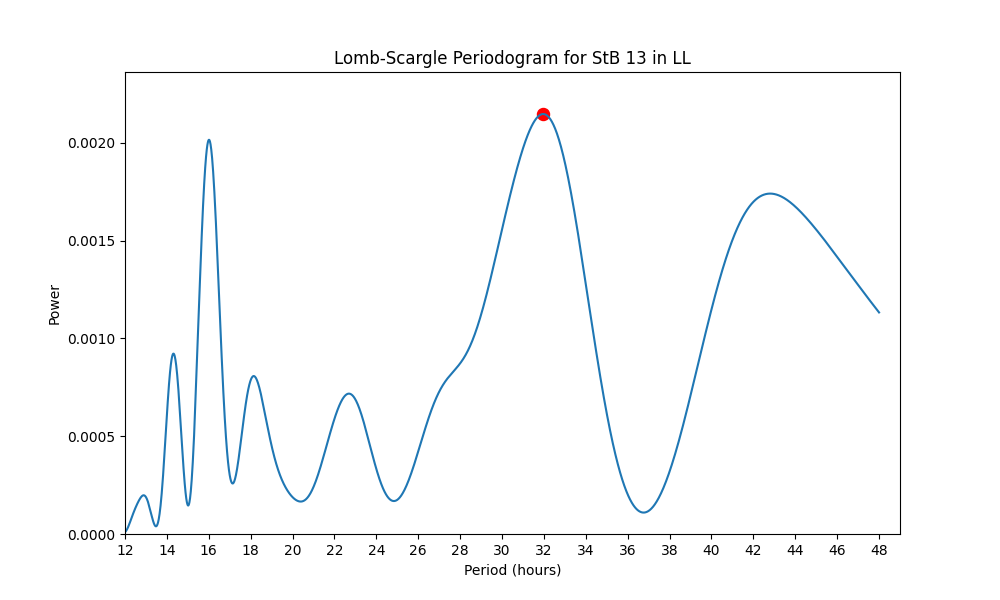 Lomb-Scargle Periodogram for StB 13 in LL
0.0020
0.0015
0.0010
0.0005
0.0000
Power
12 14 16 18 20 22 24 26 28 30 32 34 36 38 40 42 44 46 48
Period (hours)